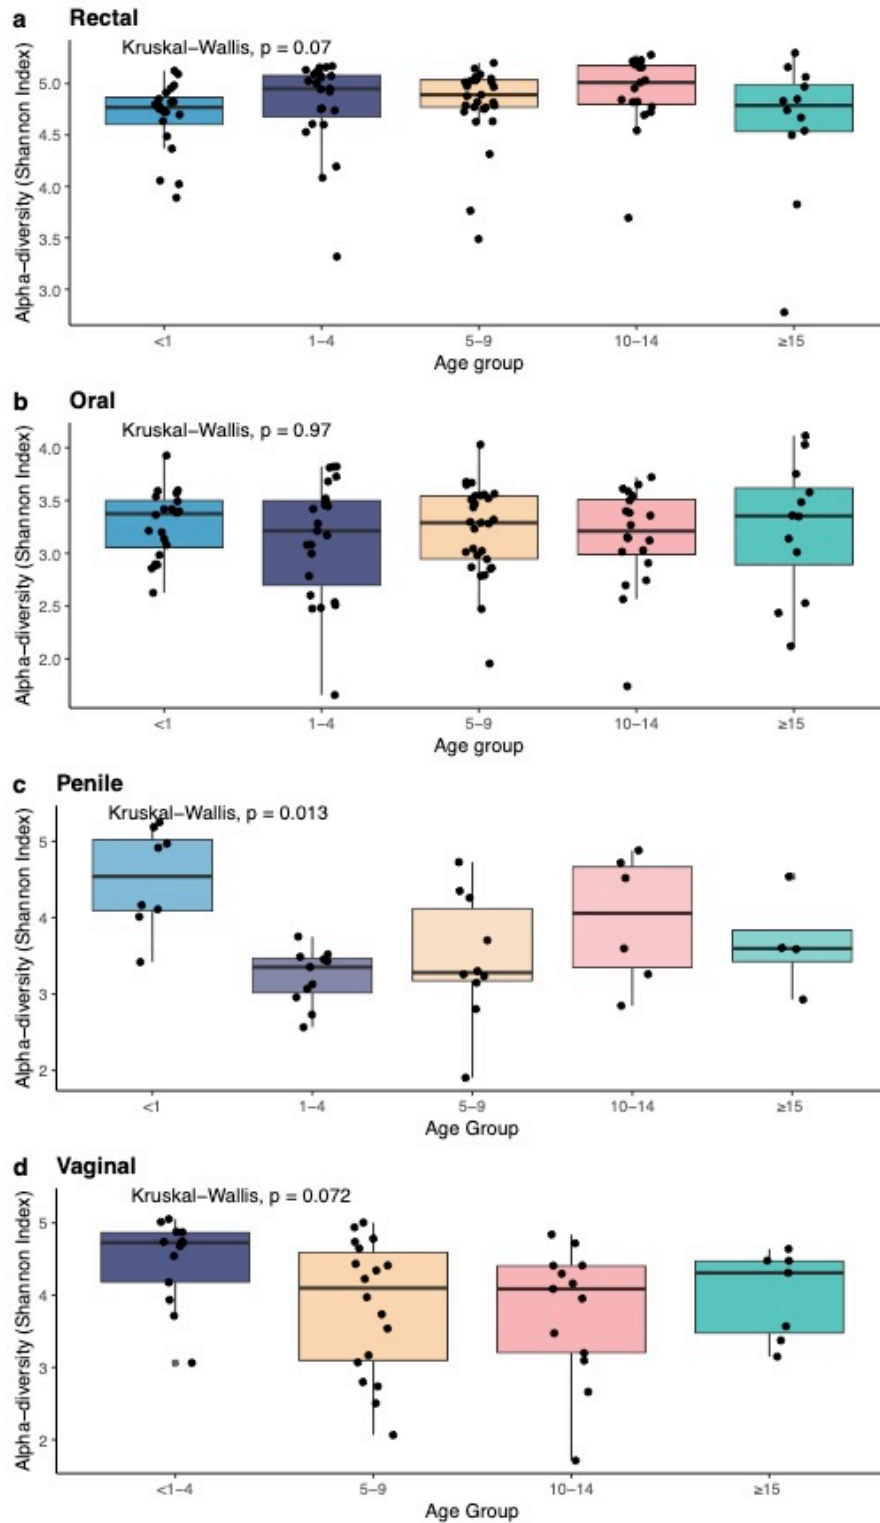 a Rectal
Kruskal−Wallis, p = 0.07
Alpha−diversity (Shannon Index)
5.0
4.5
4.0
3.5
3.0
<1 1−4 5−9 10−14 ≥15
Age group
b Oral
Kruskal−Wallis, p = 0.97
Alpha−diversity (Shannon Index)
4.0
3.5
3.0
2.5
2.0
<1 1−4 5−9 10−14 ≥15
Age group
c Penile
Kruskal−Wallis, p = 0.013
Alpha−diversity (Shannon Index)
5
4
3
2
<1 1−4 5−9 10−14 ≥15
Age Group
d Vaginal
Kruskal−Wallis, p = 0.072
Alpha−diversity (Shannon Index)
5
4
3
2
<1−4 5−9 10−14 ≥15
Age Group